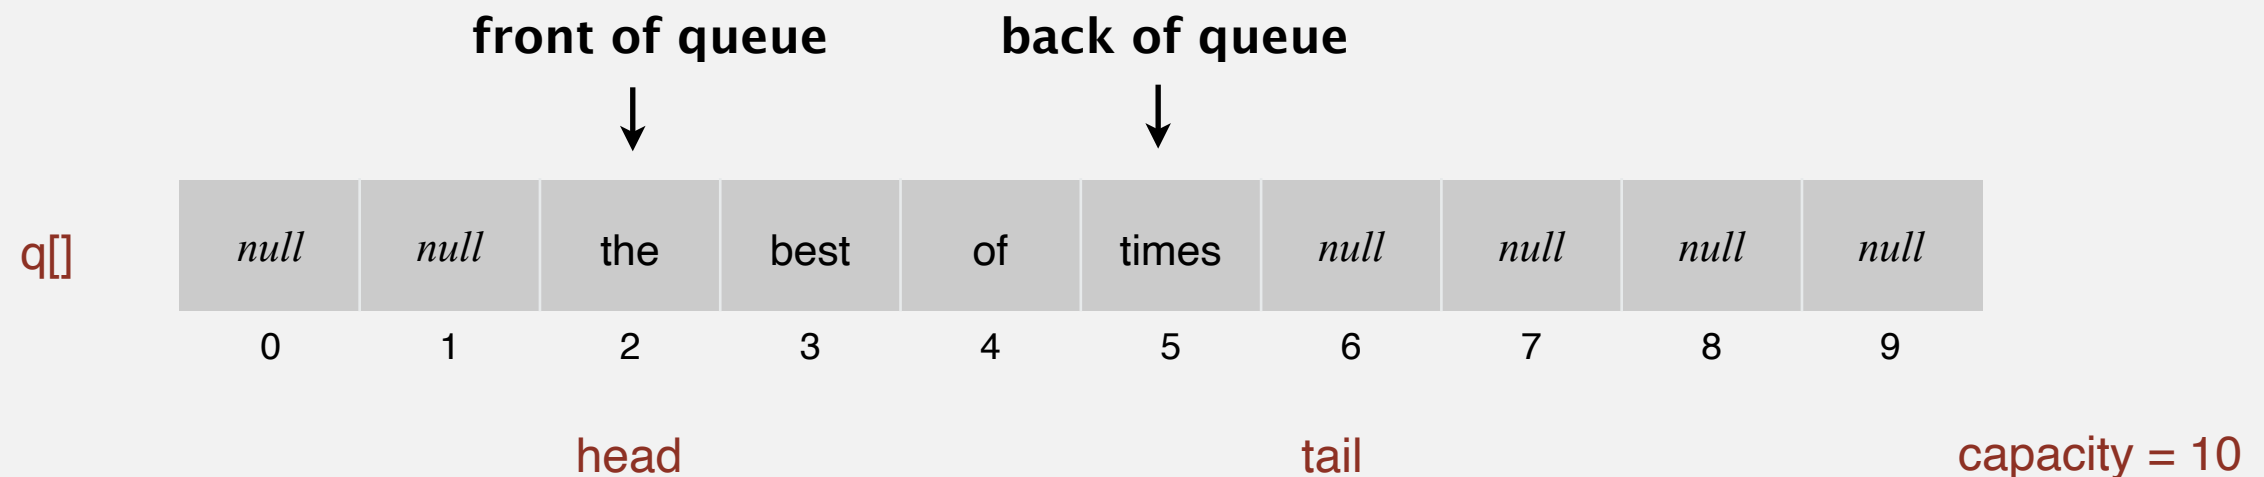 front of queue back of queue
q[] null null the best of times null null null null
0 1 2 3 4 5 6 7 8 9
head tail capacity = 10